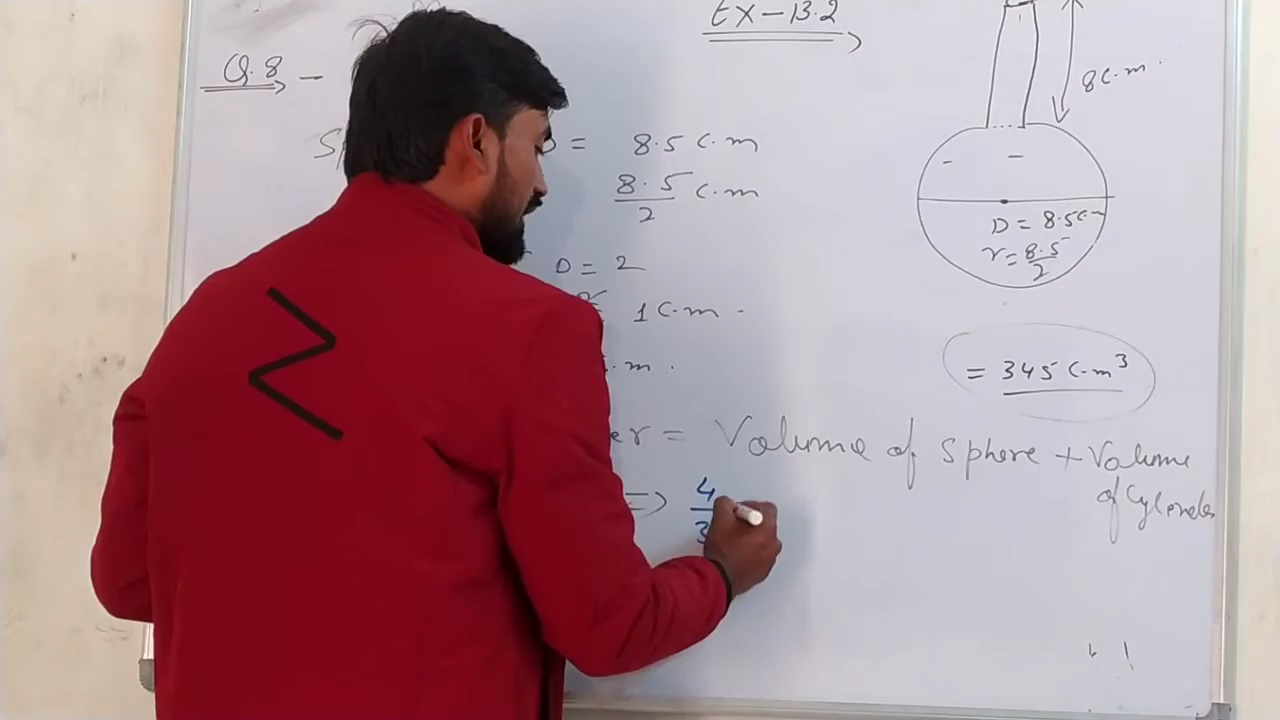 Ex-13.2
Q.8 -
D = 8.5 c.m
8.5/2 c.m
D = 2
1 c.m.
.m.
er = Volume of sphere + Volume
of Cylender
=> 4/3
8 c.m.
D = 8.5 cm
r = 8.5/2
= 345 c.m³